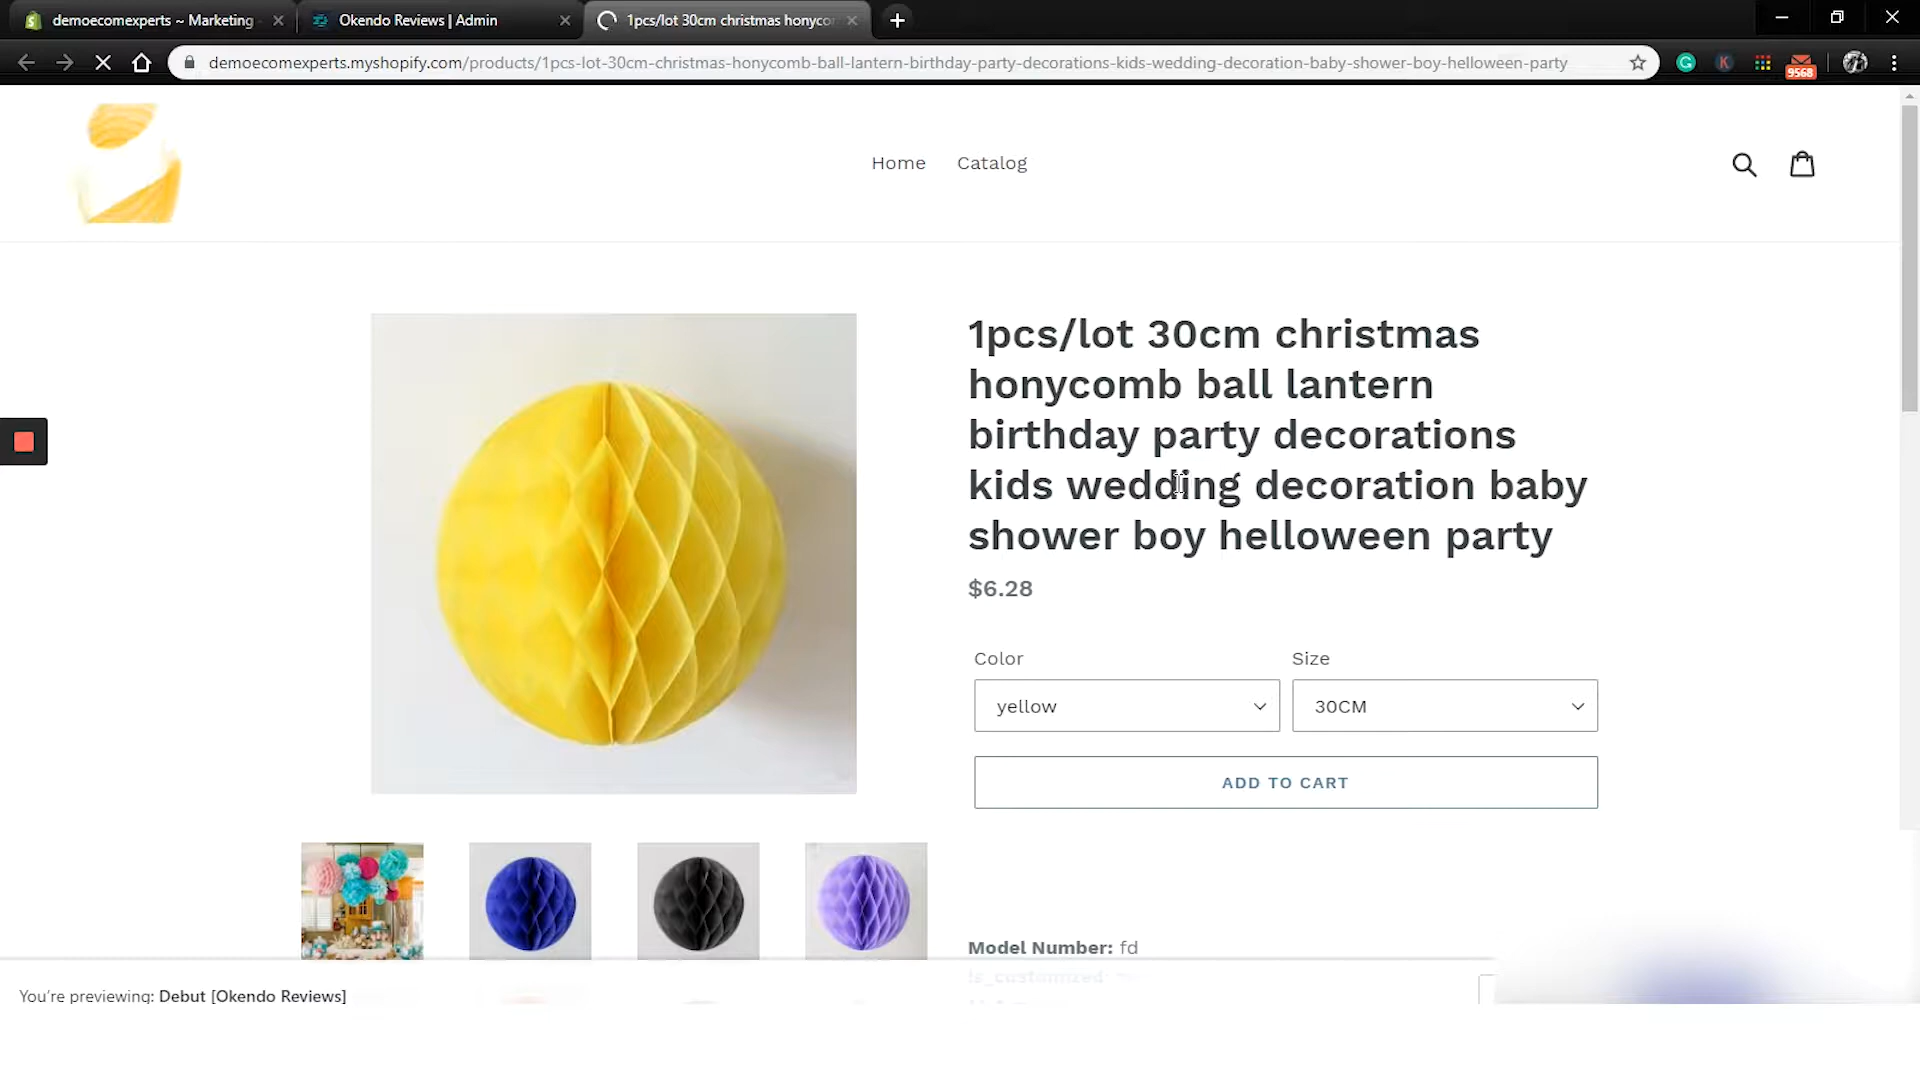 demoecomexperts ~ Marketing
Okendo Reviews | Admin
1pcs/lot 30cm christmas honyco
demoecomexperts.myshopify.com/products/1pcs-lot-30cm-christmas-honycomb-ball-lantern-birthday-party-decorations-kids-wedding-decoration-baby-shower-boy-helloween-party
9568
Home
Catalog
1pcs/lot 30cm christmas
honycomb ball lantern
birthday party decorations
kids wedding decoration baby
shower boy helloween party
$6.28
Color
Size
yellow
30CM
ADD TO CART
Model Number: fd
is_customized:
You're previewing: Debut [Okendo Reviews]